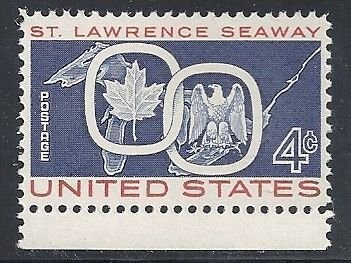 ST. LAWRENCE SEAWAY
POSTAGE
4¢
UNITED STATES